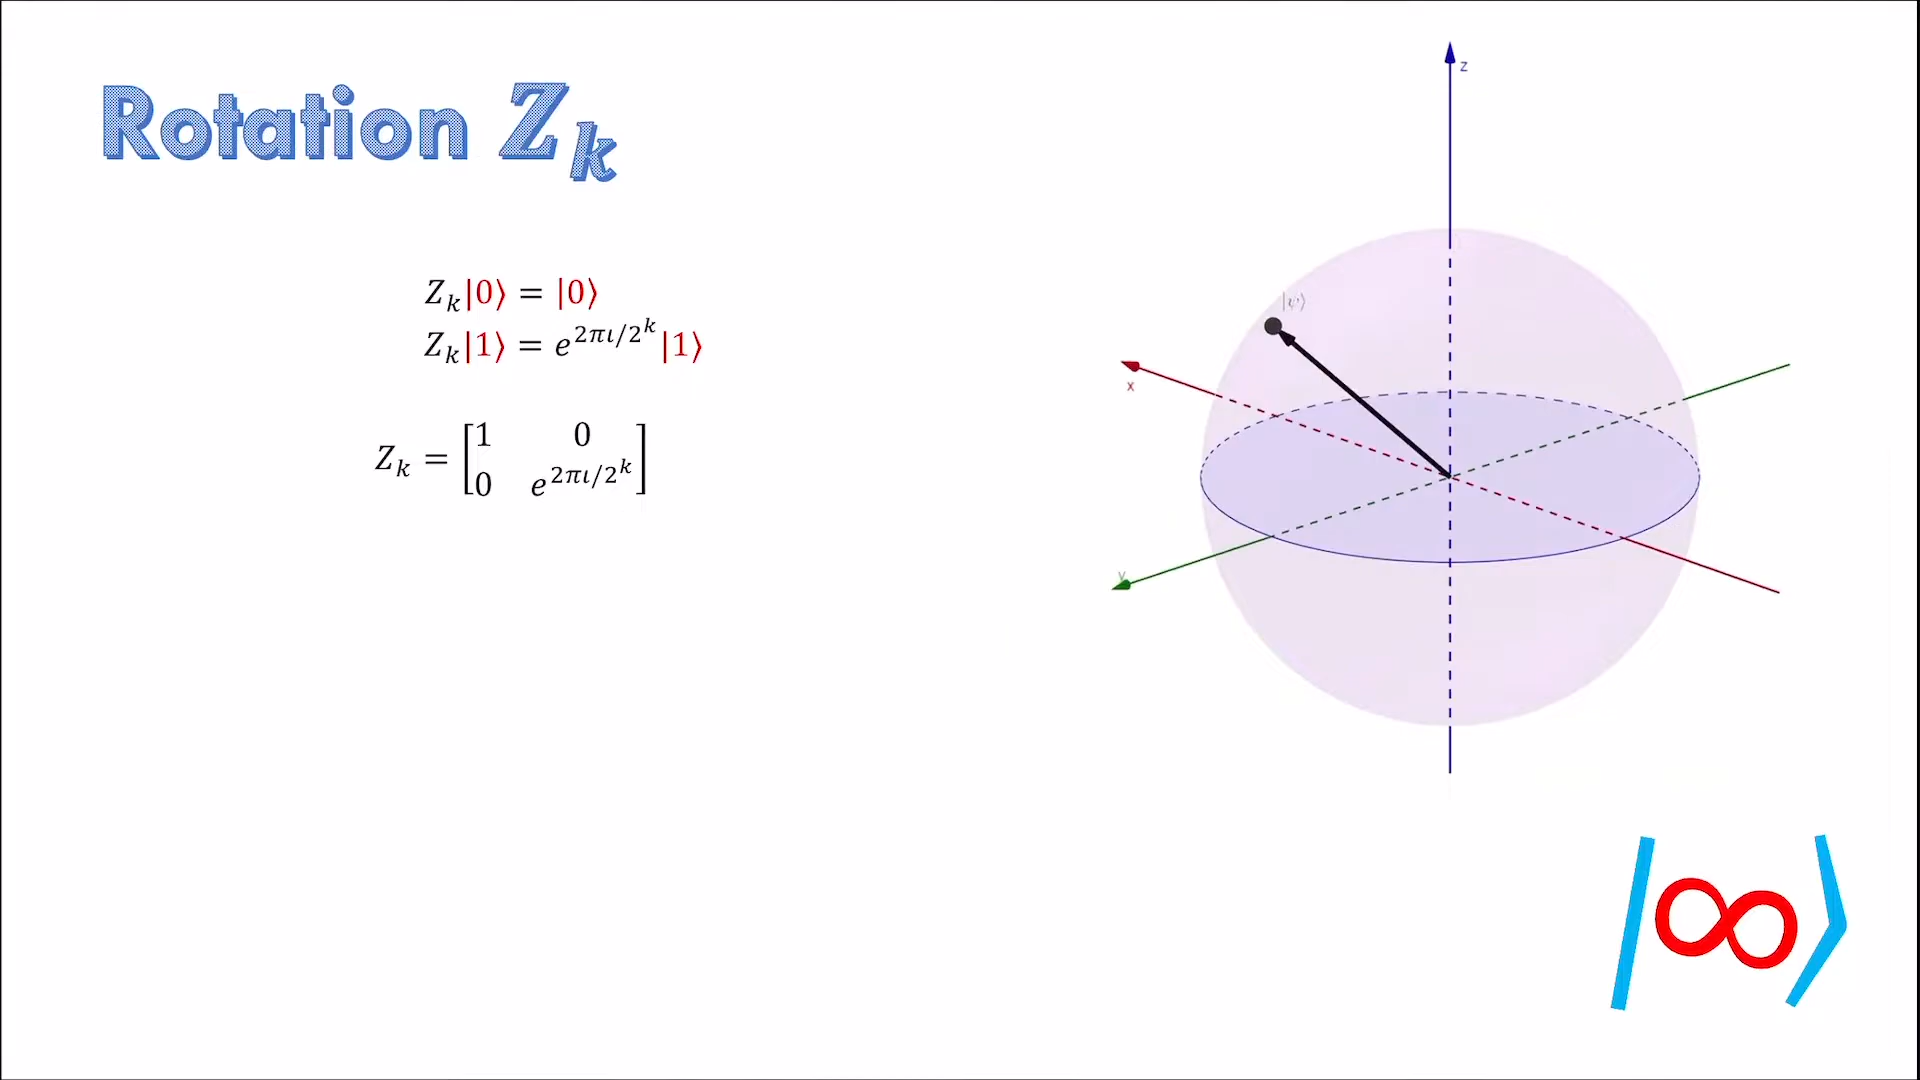 Rotation Z_k
Z_k|0⟩ = |0⟩
Z_k|1⟩ = e^{2πι/2^k}|1⟩
Z_k = [1 0
0 e^{2πι/2^k}]
z
|ψ⟩
x
y
|∞⟩